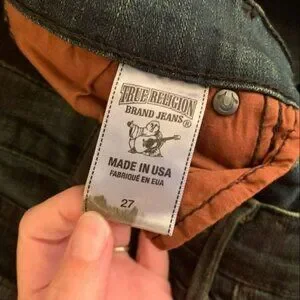 TRUE RELIGION
BRAND JEANS®
MADE IN USA
FABRIQUÉ EN EUA
27